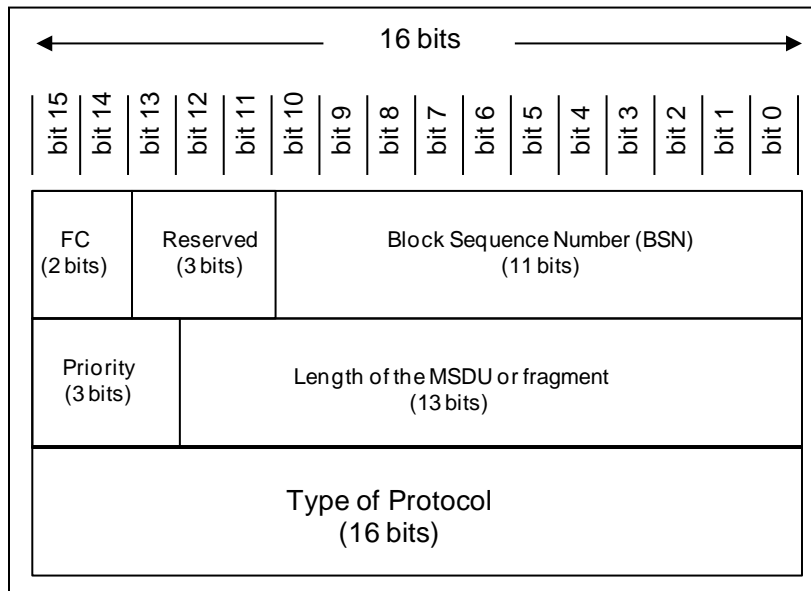 16 bits
bit 15
bit 14
bit 13
bit 12
bit 11
bit 10
bit 9
bit 8
bit 7
bit 6
bit 5
bit 4
bit 3
bit 2
bit 1
bit 0
FC
(2 bits)
Reserved
(3 bits)
Block Sequence Number (BSN)
(11 bits)
Priority
(3 bits)
Length of the MSDU or fragment
(13 bits)
Type of Protocol
(16 bits)